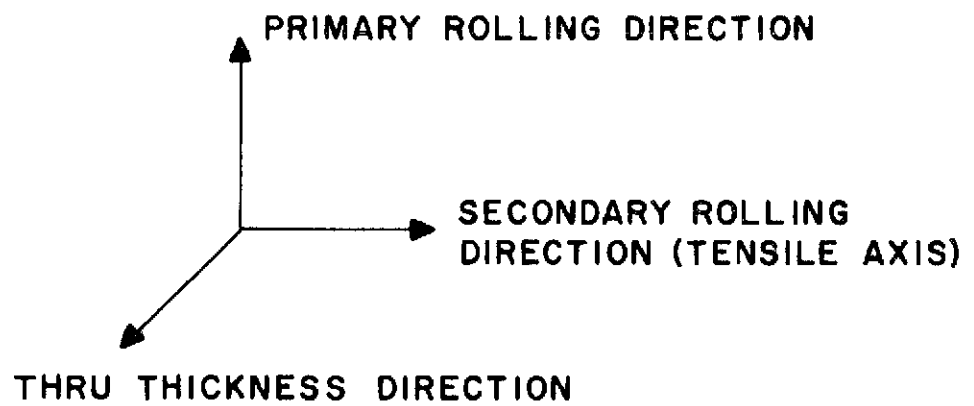 PRIMARY ROLLING DIRECTION
SECONDARY ROLLING
DIRECTION (TENSILE AXIS)
THRU THICKNESS DIRECTION